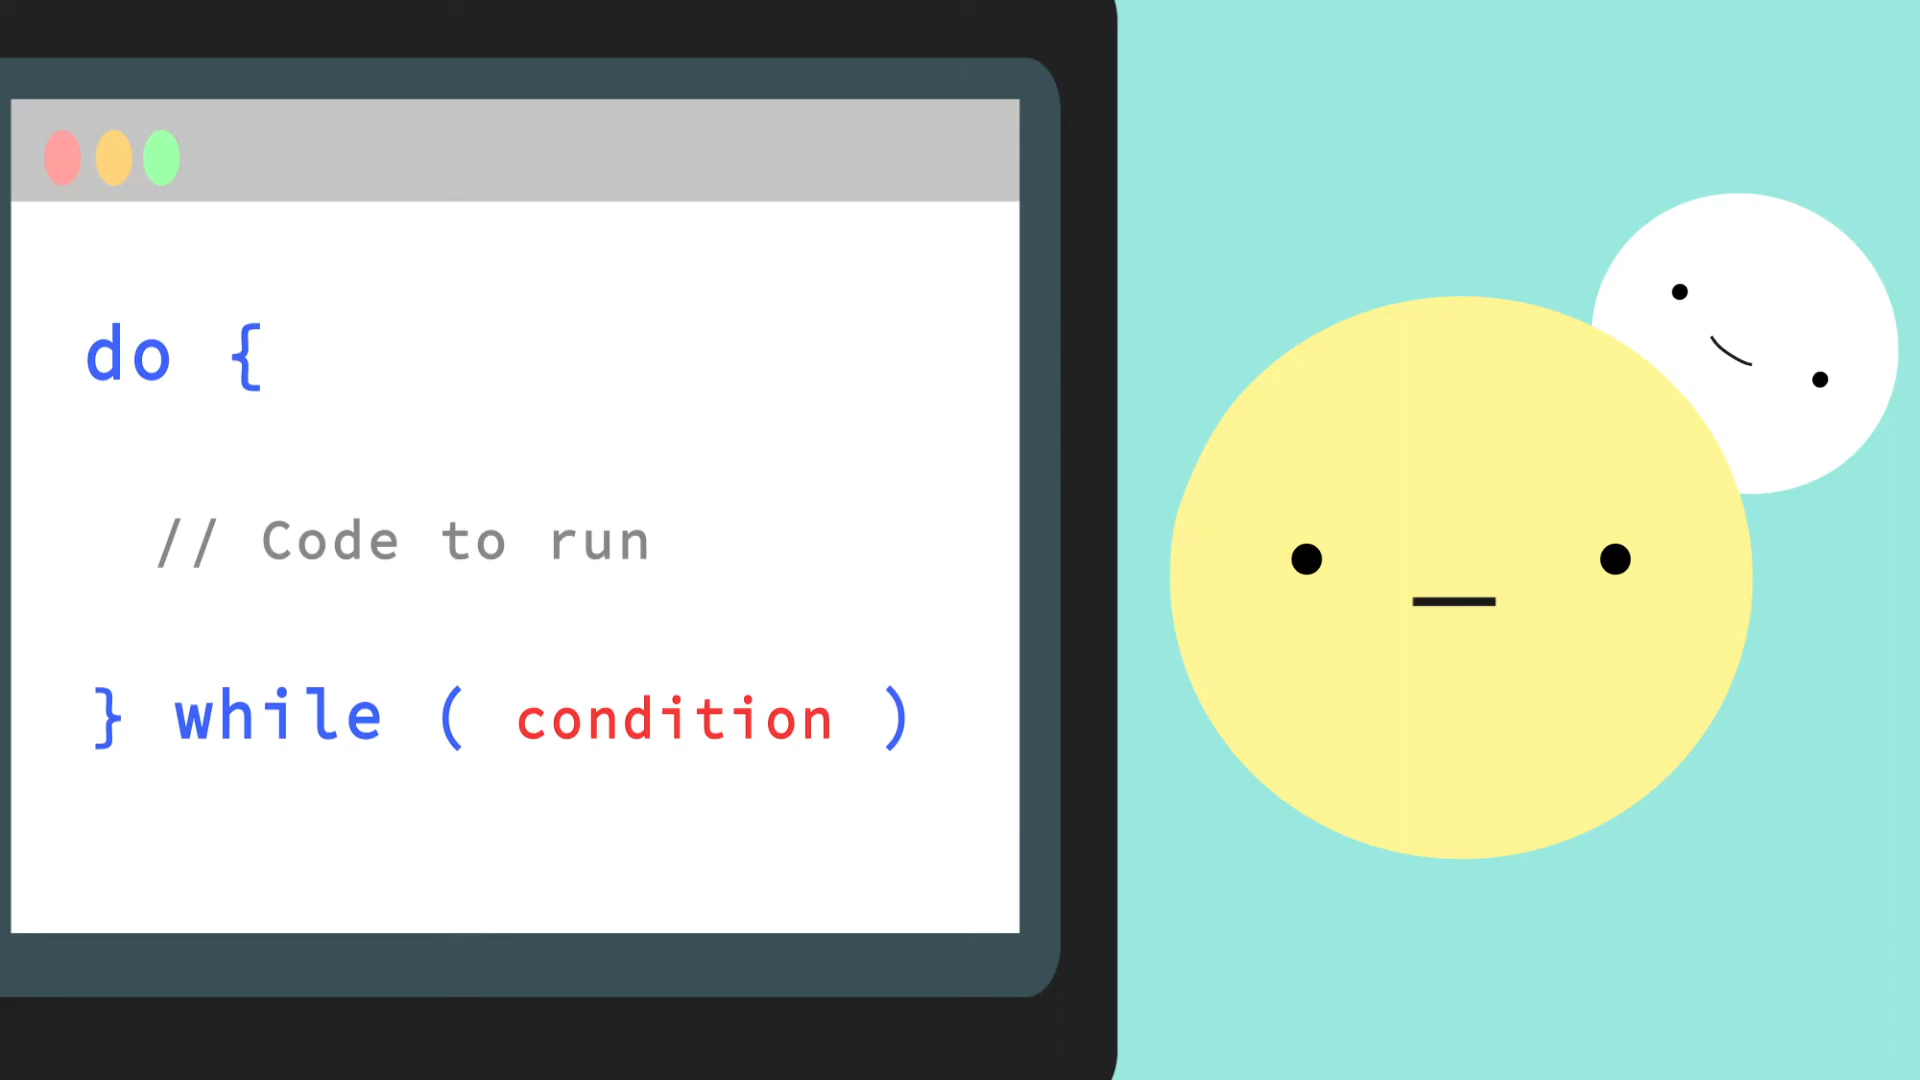 do {
// Code to run
} while ( condition )